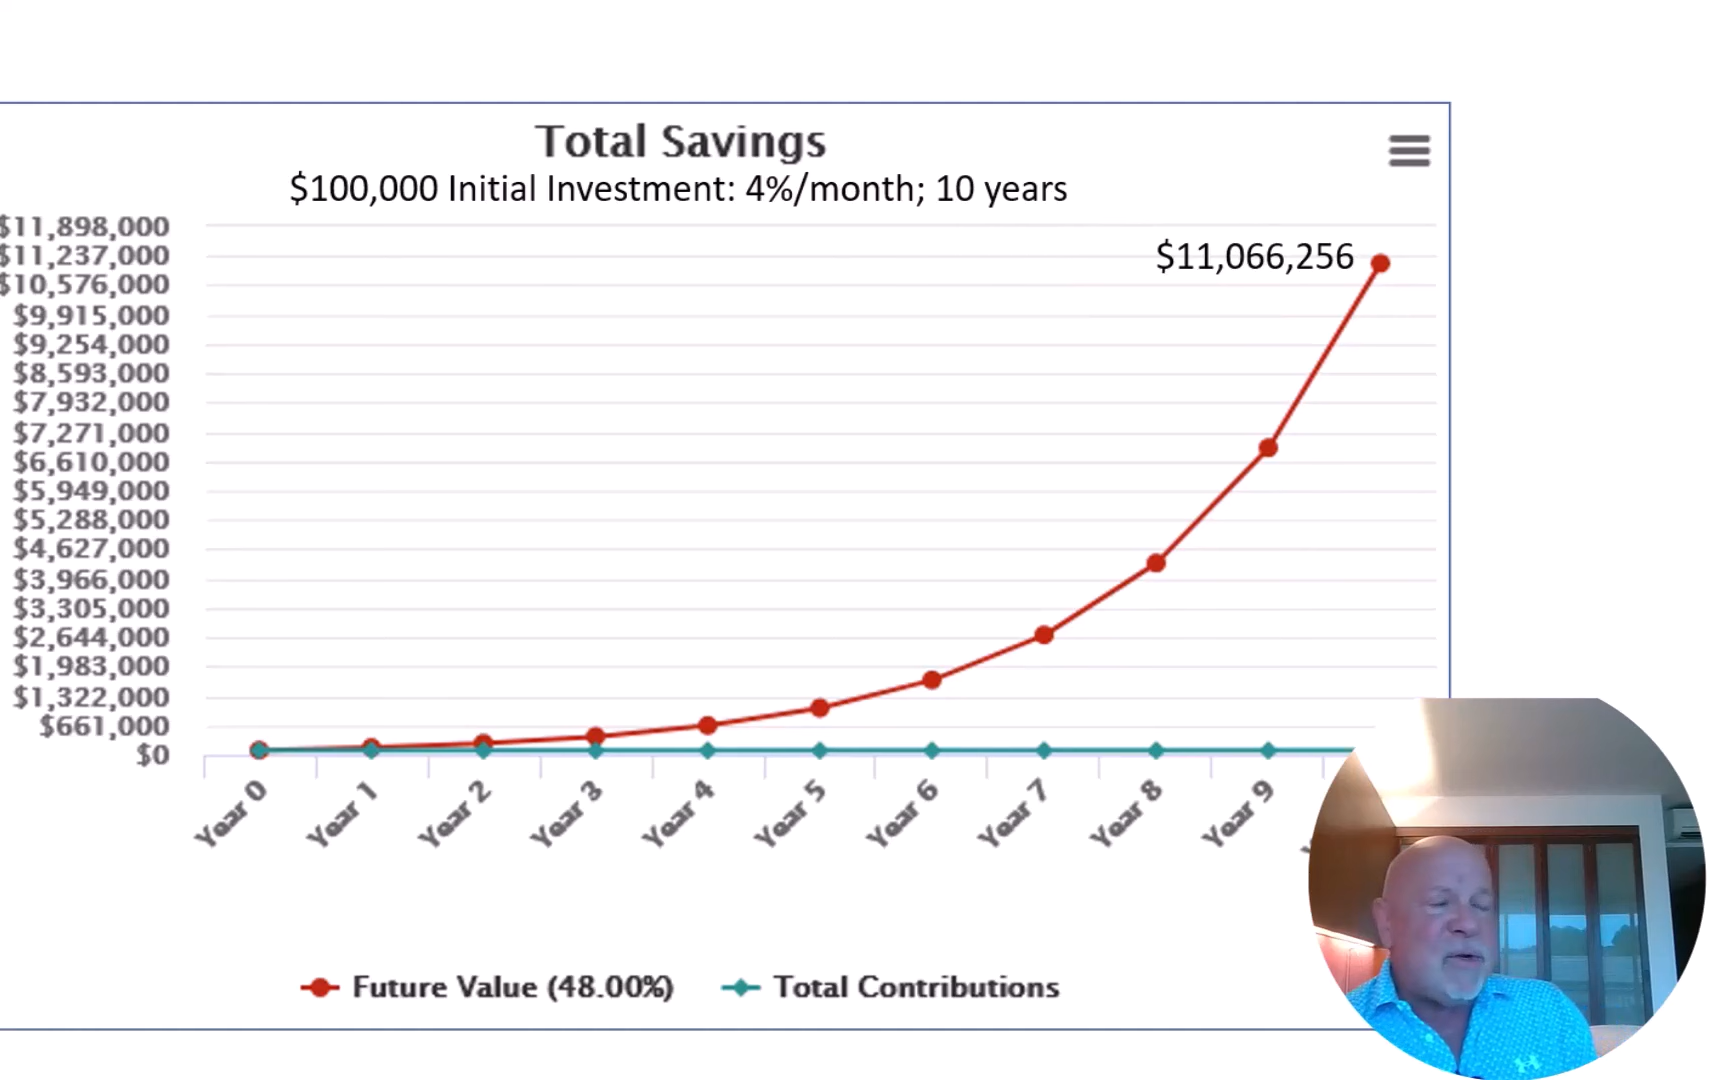 Total Savings
$100,000 Initial Investment: 4%/month; 10 years
$11,898,000
$11,237,000
$10,576,000
$9,915,000
$9,254,000
$8,593,000
$7,932,000
$7,271,000
$6,610,000
$5,949,000
$5,288,000
$4,627,000
$3,966,000
$3,305,000
$2,644,000
$1,983,000
$1,322,000
$661,000
$0
$11,066,256
Year 0
Year 1
Year 2
Year 3
Year 4
Year 5
Year 6
Year 7
Year 8
Year 9
Future Value (48.00%)
Total Contributions